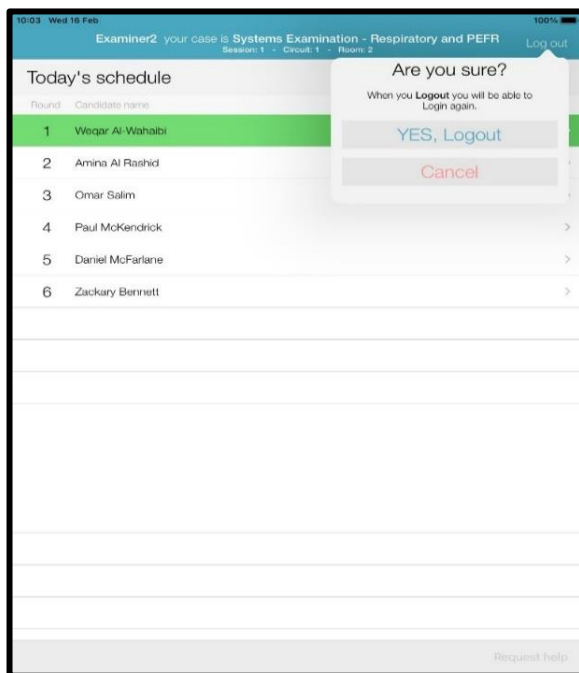 10:03 Wed 16 Feb 100%
Examiner2 your case is Systems Examination - Respiratory and PEFR
Session: 1 - Circuit: 1 - Room: 2
Log out
Today's schedule
Round Candidate name
1 Weqar Al-Wahaibi
2 Amina Al Rashid
3 Omar Salim
4 Paul McKendrick
5 Daniel McFarlane
6 Zackary Bennett
Are you sure?
When you Logout you will be able to
Login again.
YES, Logout
Cancel
Request help